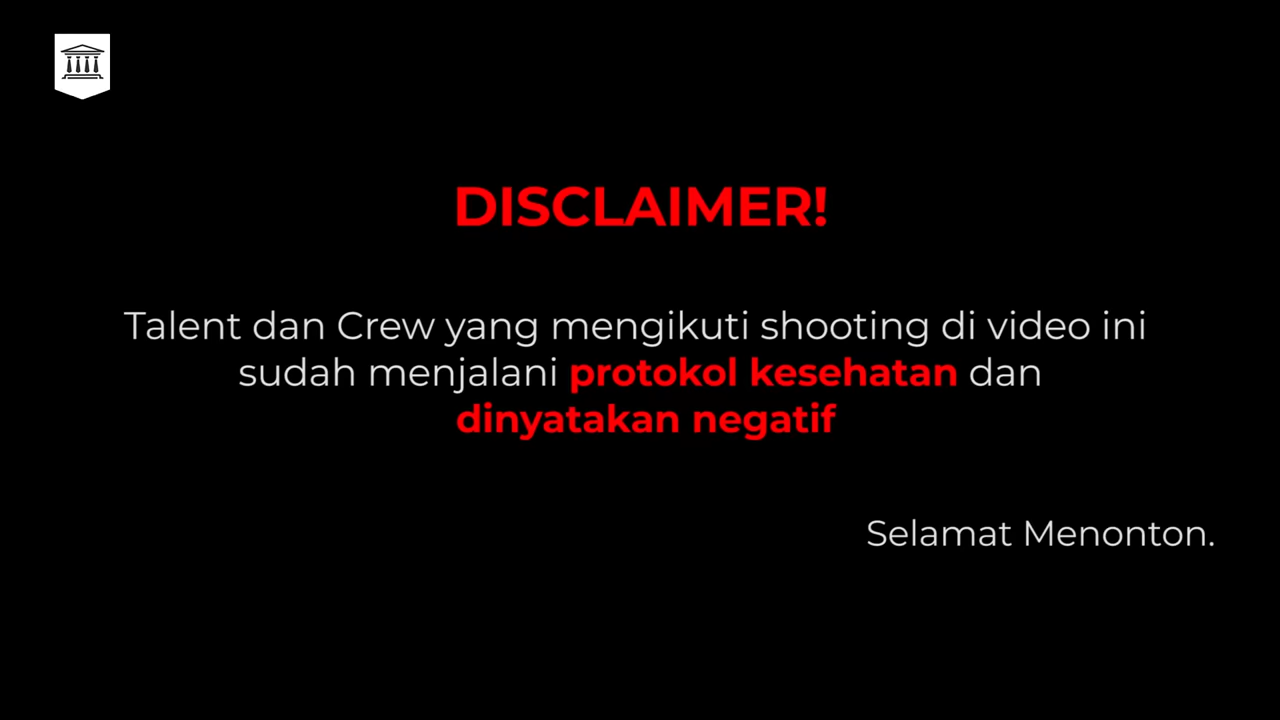 DISCLAIMER!
Talent dan Crew yang mengikuti shooting di video ini
sudah menjalani protokol kesehatan dan
dinyatakan negatif
Selamat Menonton.